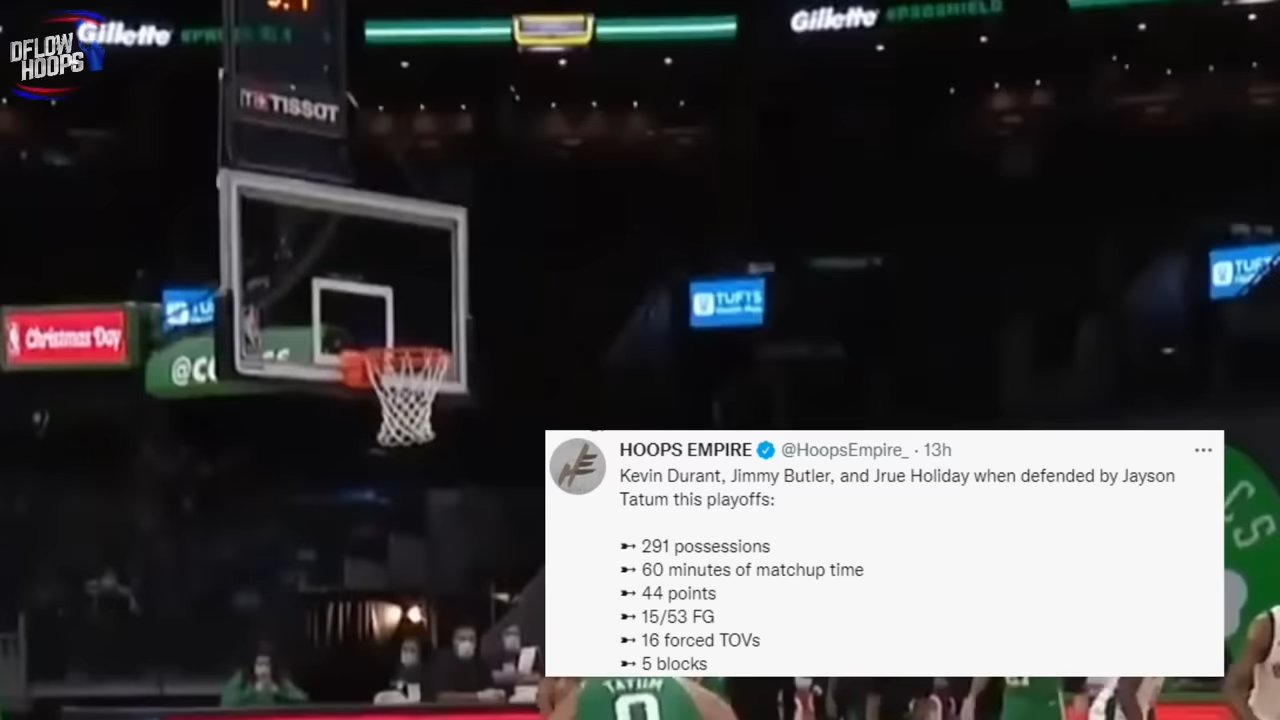 DFLOW
HOOPS
Gillette
Gillette
#PROSHIELD
TISSOT
TUFTS
Christmas Day
HOOPS EMPIRE @HoopsEmpire_ · 13h
Kevin Durant, Jimmy Butler, and Jrue Holiday when defended by Jayson
Tatum this playoffs:
➳ 291 possessions
➳ 60 minutes of matchup time
➳ 44 points
➳ 15/53 FG
➳ 16 forced TOVs
➳ 5 blocks
TATUM
0